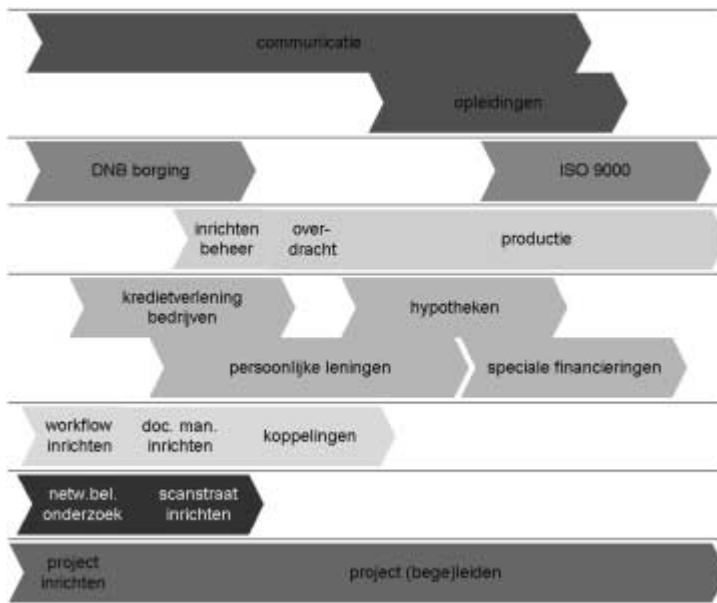 communicatie
opleidingen
DNB borging
ISO 9000
inrichten
beheer
over-
dracht
productie
kredietverlening
bedrijven
hypotheken
persoonlijke leningen
speciale financieringen
workflow
inrichten
doc. man.
inrichten
koppelingen
netw.bel.
onderzoek
scanstraat
inrichten
project
inrichten
project (bege)leiden